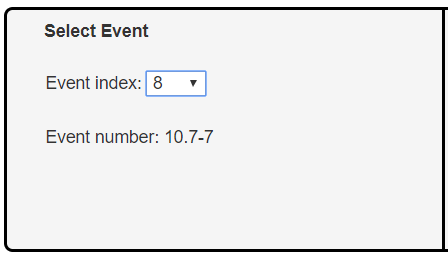 Select Event
Event index: 8
Event number: 10.7-7